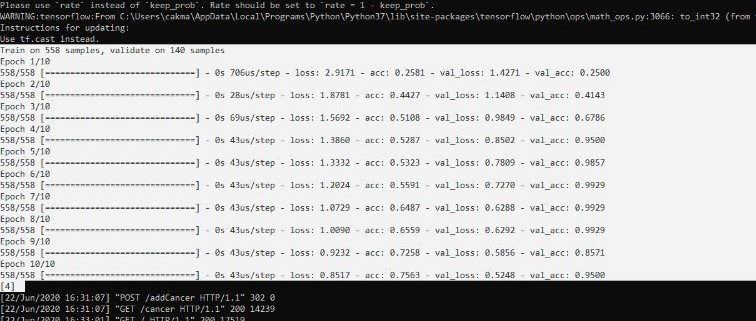 Please use `rate` instead of `keep_prob`. Rate should be set to `rate = 1 - keep_prob`.
WARNING:tensorflow:From C:\Users\cakma\AppData\Local\Programs\Python\Python37\lib\site-packages\tensorflow\python\ops\math_ops.py:3066: to_int32 (from
Instructions for updating:
Use tf.cast instead.
Train on 558 samples, validate on 140 samples
Epoch 1/10
558/558 [==============================] - 0s 706us/step - loss: 2.9171 - acc: 0.2581 - val_loss: 1.4271 - val_acc: 0.2500
Epoch 2/10
558/558 [==============================] - 0s 28us/step - loss: 1.8781 - acc: 0.4427 - val_loss: 1.1408 - val_acc: 0.4143
Epoch 3/10
558/558 [==============================] - 0s 69us/step - loss: 1.5692 - acc: 0.5108 - val_loss: 0.9849 - val_acc: 0.6786
Epoch 4/10
558/558 [==============================] - 0s 43us/step - loss: 1.3860 - acc: 0.5287 - val_loss: 0.8502 - val_acc: 0.9500
Epoch 5/10
558/558 [==============================] - 0s 43us/step - loss: 1.3332 - acc: 0.5323 - val_loss: 0.7809 - val_acc: 0.9857
Epoch 6/10
558/558 [==============================] - 0s 43us/step - loss: 1.2024 - acc: 0.5591 - val_loss: 0.7270 - val_acc: 0.9929
Epoch 7/10
558/558 [==============================] - 0s 43us/step - loss: 1.0729 - acc: 0.6487 - val_loss: 0.6288 - val_acc: 0.9929
Epoch 8/10
558/558 [==============================] - 0s 43us/step - loss: 1.0090 - acc: 0.6559 - val_loss: 0.6292 - val_acc: 0.9929
Epoch 9/10
558/558 [==============================] - 0s 43us/step - loss: 0.9232 - acc: 0.7258 - val_loss: 0.5856 - val_acc: 0.8571
Epoch 10/10
558/558 [==============================] - 0s 43us/step - loss: 0.8517 - acc: 0.7563 - val_loss: 0.5248 - val_acc: 0.9500
[4]
[22/Jun/2020 16:31:07] "POST /addCancer HTTP/1.1" 302 0
[22/Jun/2020 16:31:07] "GET /cancer HTTP/1.1" 200 14239
[22/Jun/2020 16:33:01] "GET / HTTP/1.1" 200 17519